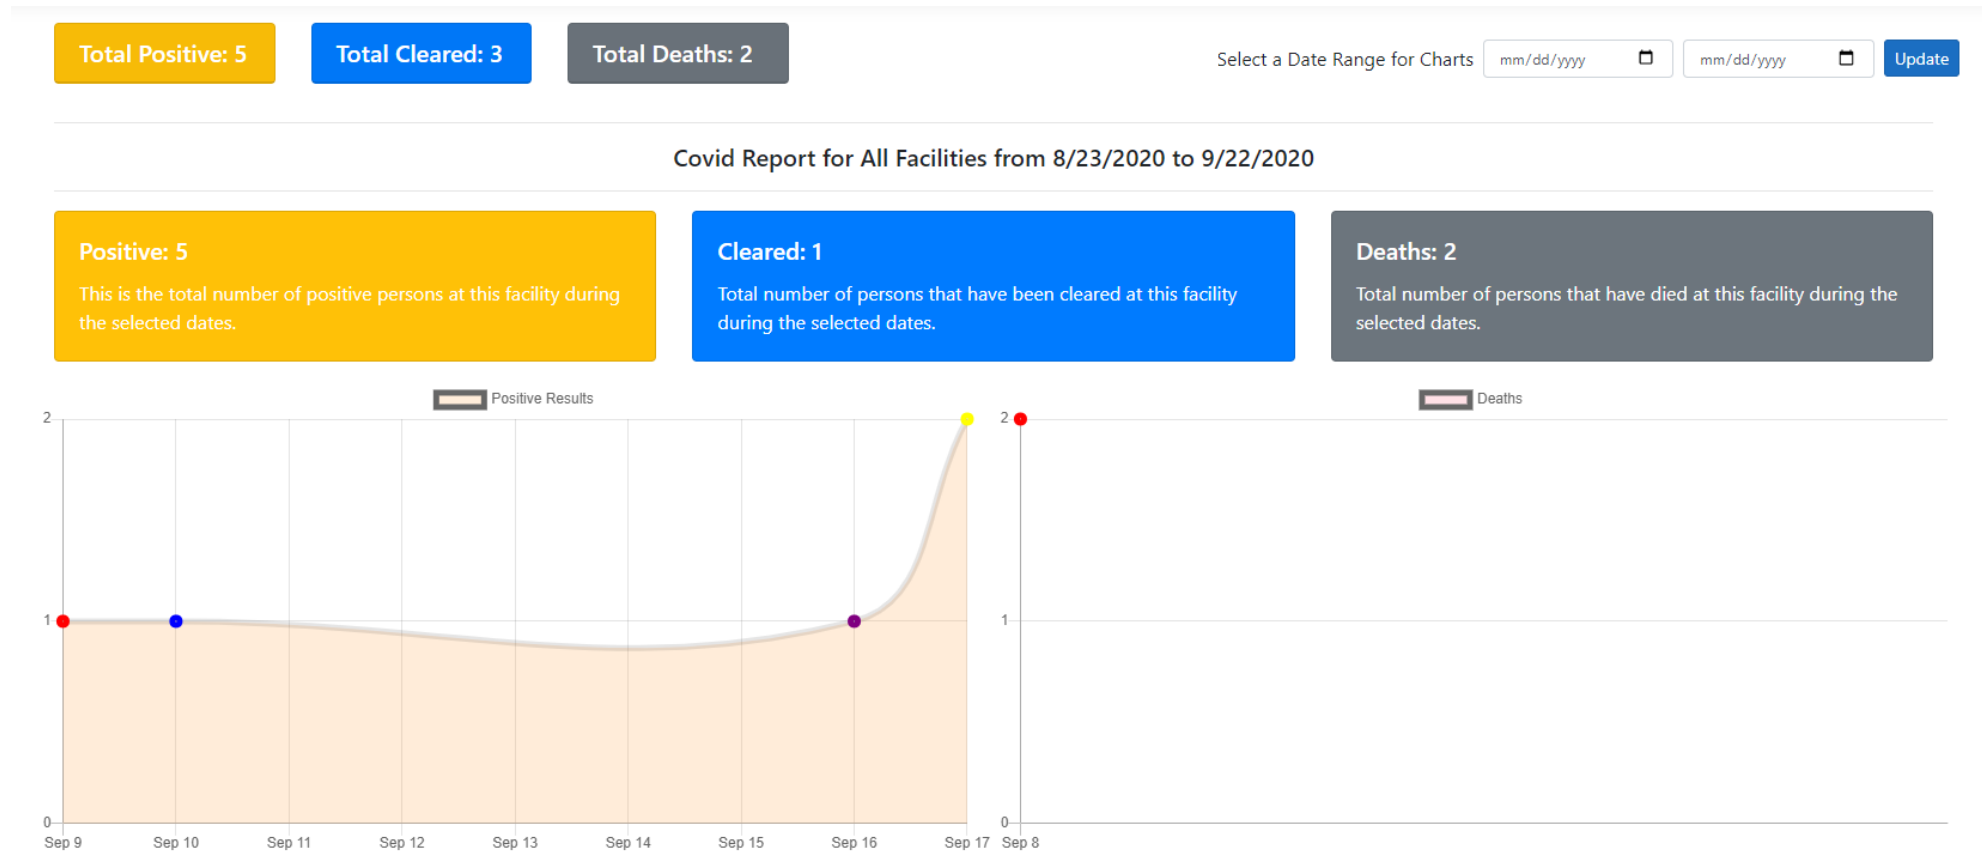 Total Positive: 5
Total Cleared: 3
Total Deaths: 2
Select a Date Range for Charts
mm/dd/yyyy
mm/dd/yyyy
Update
Covid Report for All Facilities from 8/23/2020 to 9/22/2020
Positive: 5
This is the total number of positive persons at this facility during
the selected dates.
Cleared: 1
Total number of persons that have been cleared at this facility
during the selected dates.
Deaths: 2
Total number of persons that have died at this facility during the
selected dates.
Positive Results
2
1
0
Sep 9 Sep 10 Sep 11 Sep 12 Sep 13 Sep 14 Sep 15 Sep 16 Sep 17
Deaths
2
1
0
Sep 8